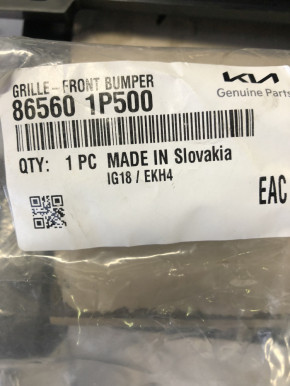 GRILLE-FRONT BUMPER
86560 1P500
KIA
Genuine Parts
QTY: 1 PC MADE IN Slovakia
IG18 / EKH4
EAC